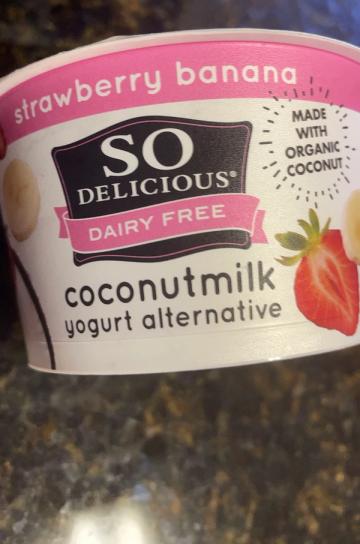 strawberry banana
SO
DELICIOUS®
DAIRY FREE
MADE
WITH
ORGANIC
COCONUT
coconutmilk
yogurt alternative